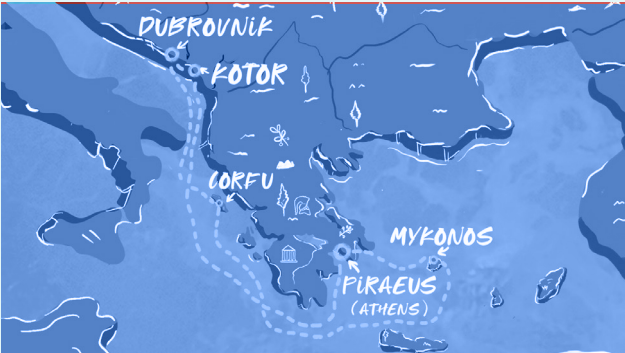 DUBROVNIK
KOTOR
CORFU
MYKONOS
PIRAEUS
(ATHENS)